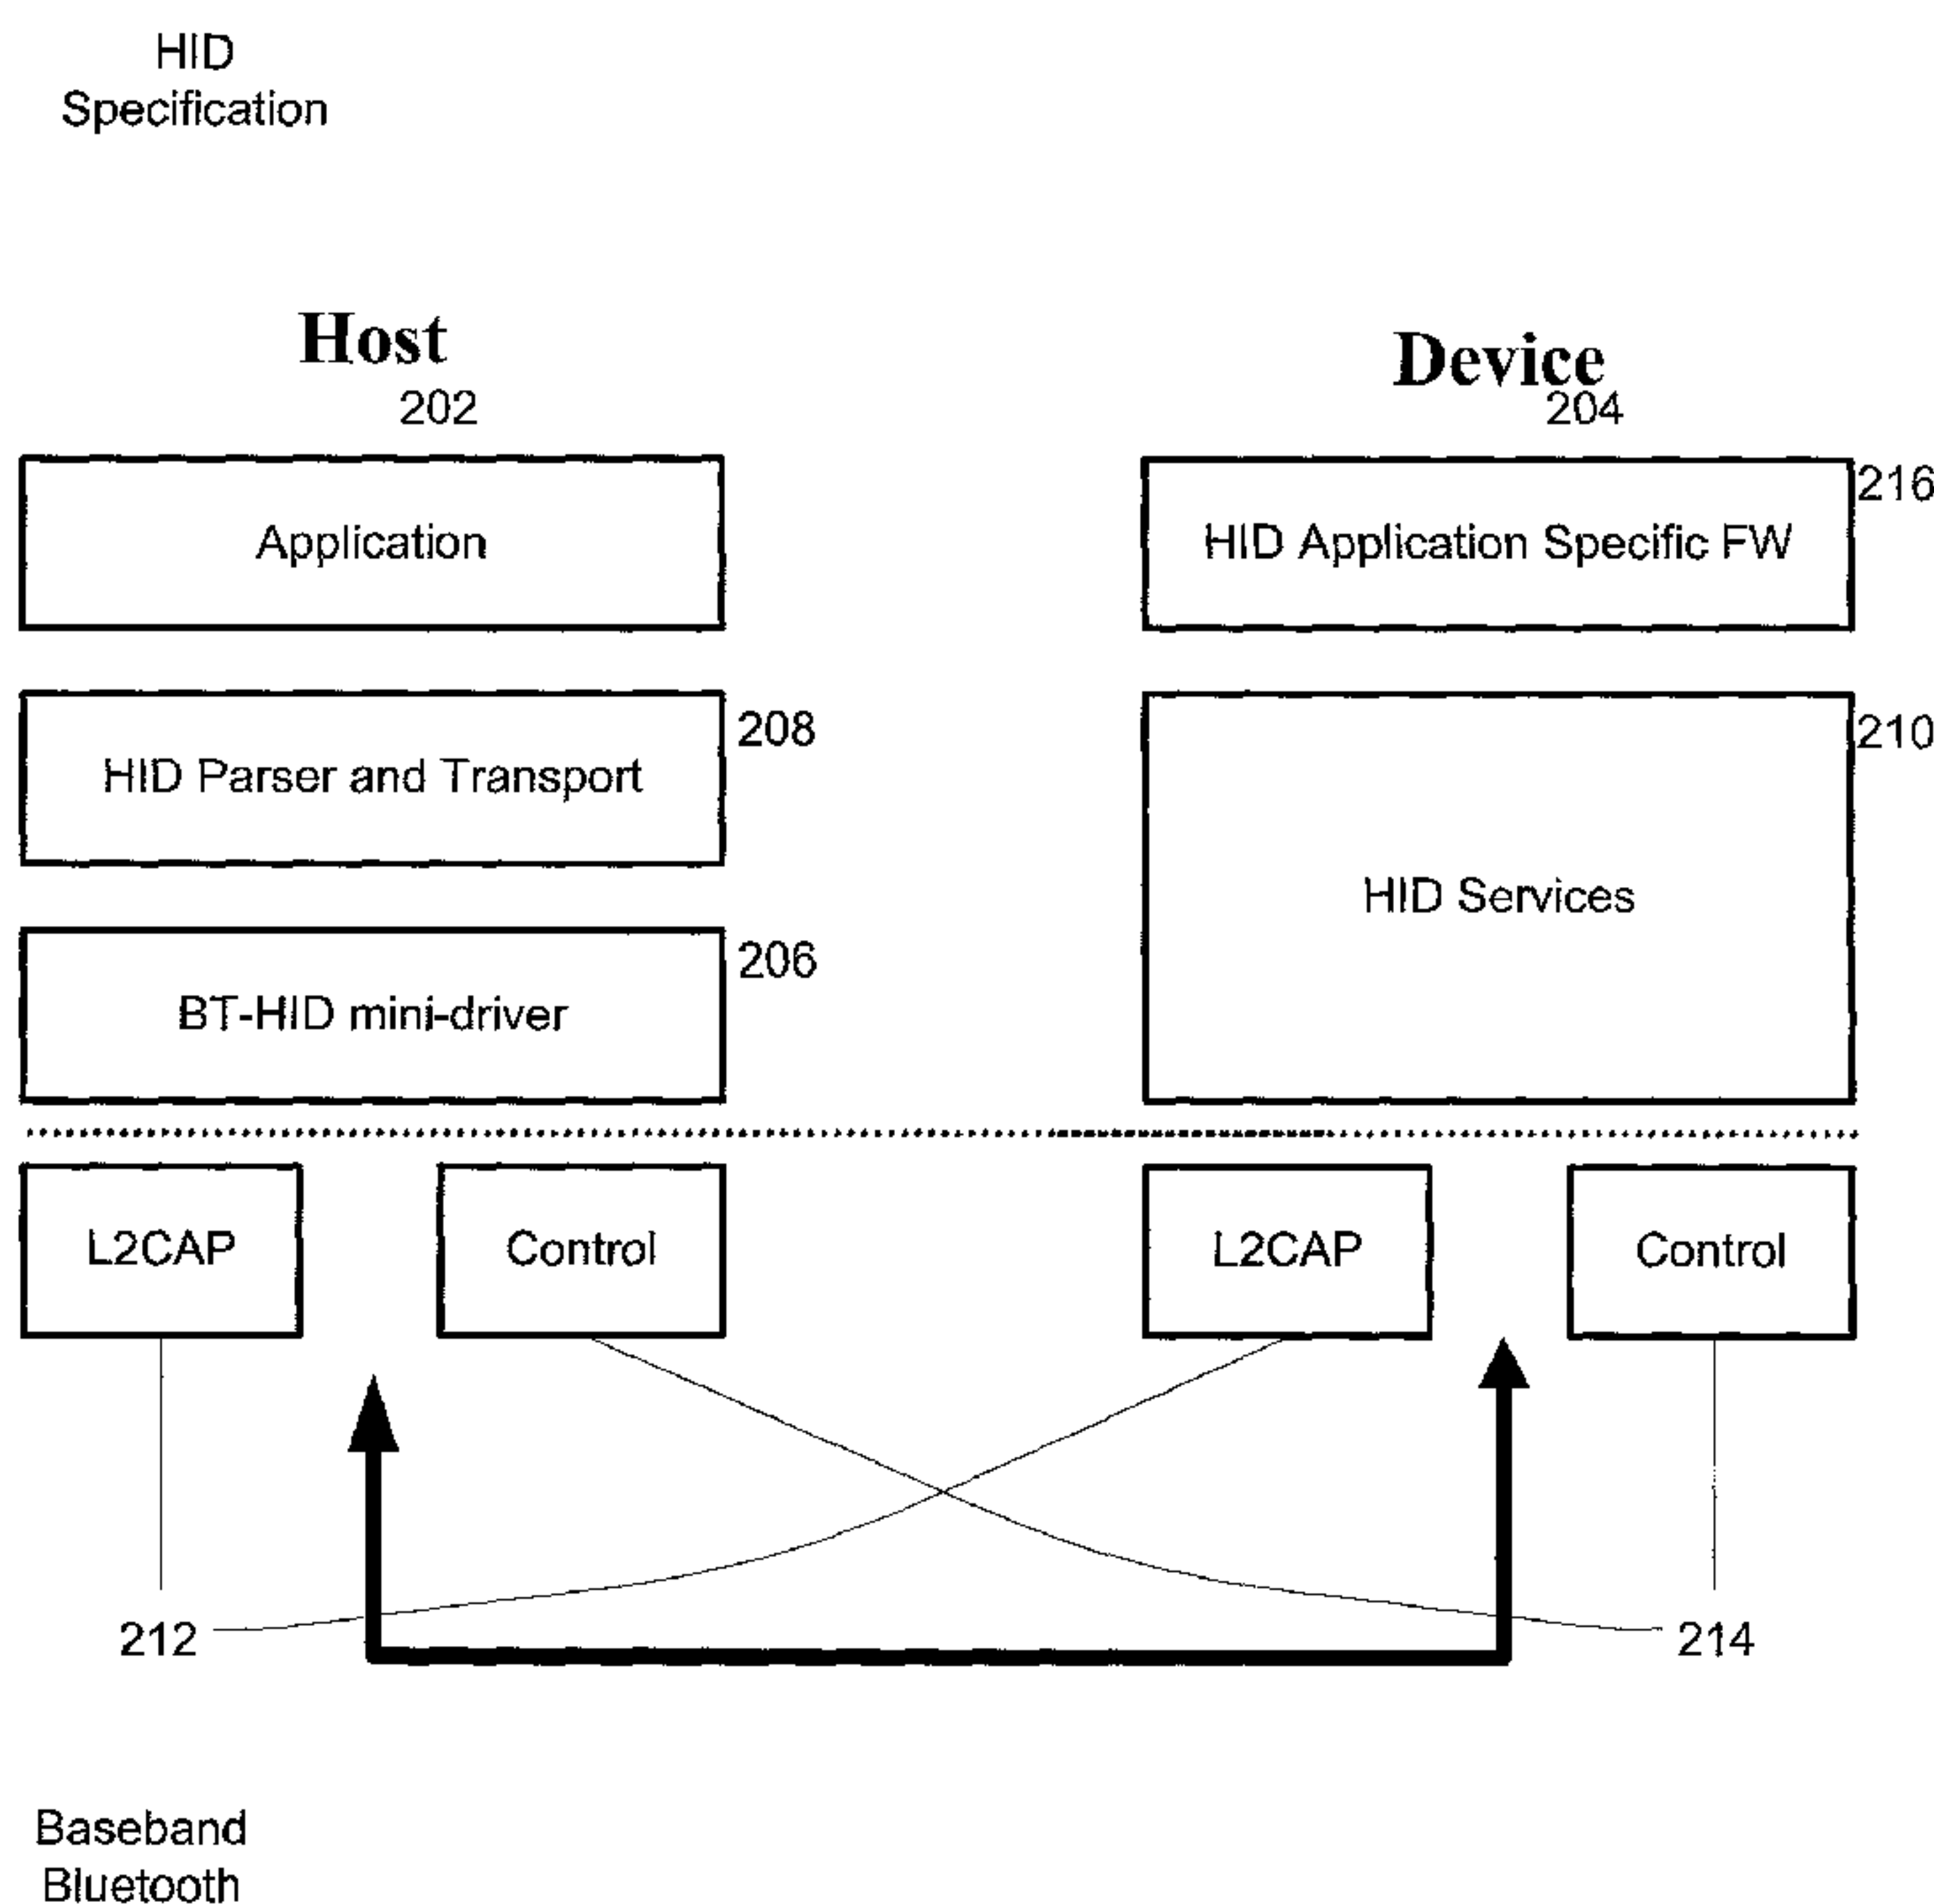 HID
Specification
Host
202
Device
204
Application
HID Application Specific FW
216
HID Parser and Transport
208
HID Services
210
BT-HID mini-driver
206
L2CAP
Control
L2CAP
Control
212
214
Baseband
Bluetooth